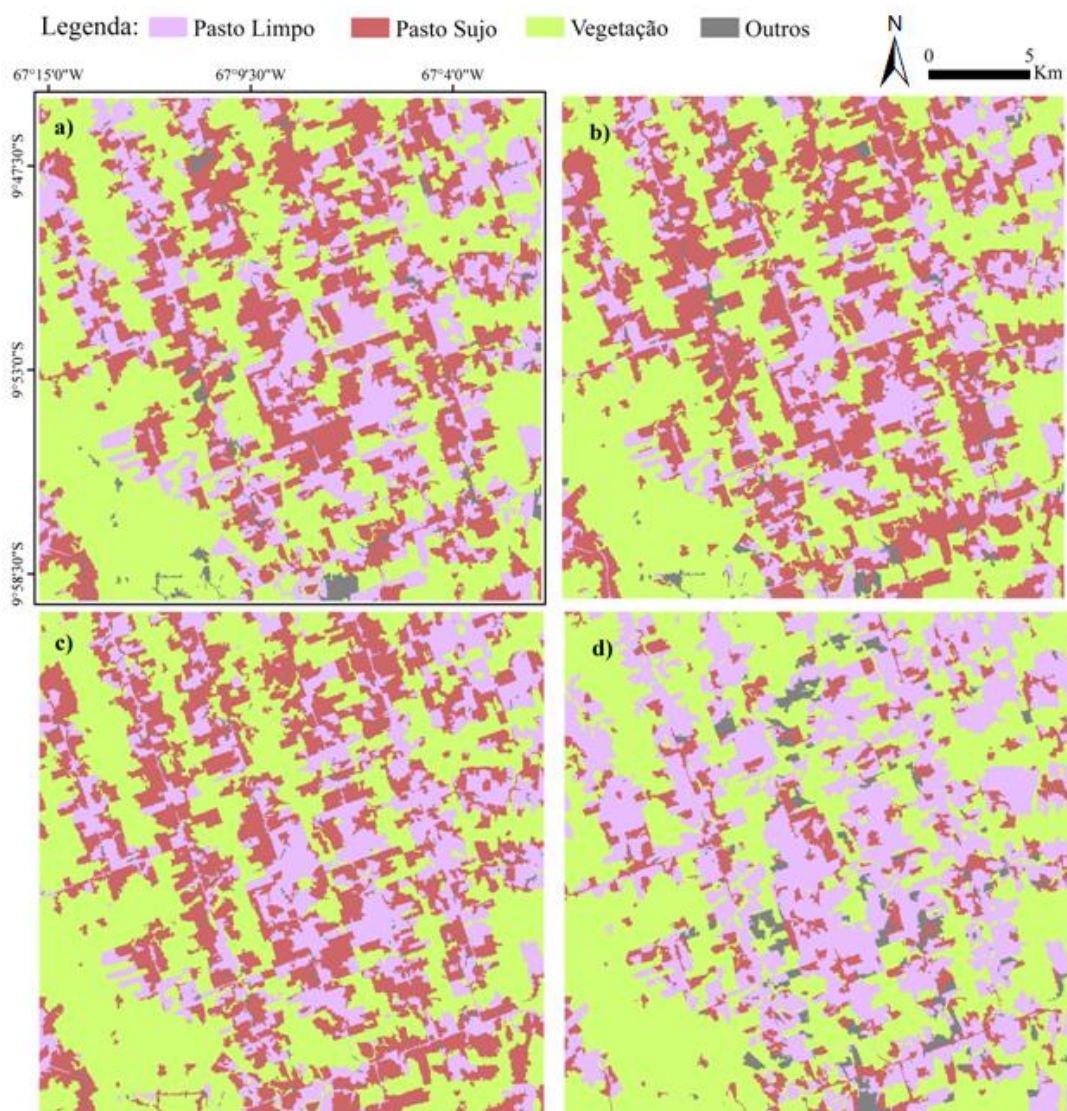 Legenda: Pasto Limpo Pasto Sujo Vegetação Outros
N
0 5
Km
67°15'0"W 67°9'30"W 67°4'0"W
a) b)
9°47'30"S
9°53'0"S
9°58'30"S
c) d)